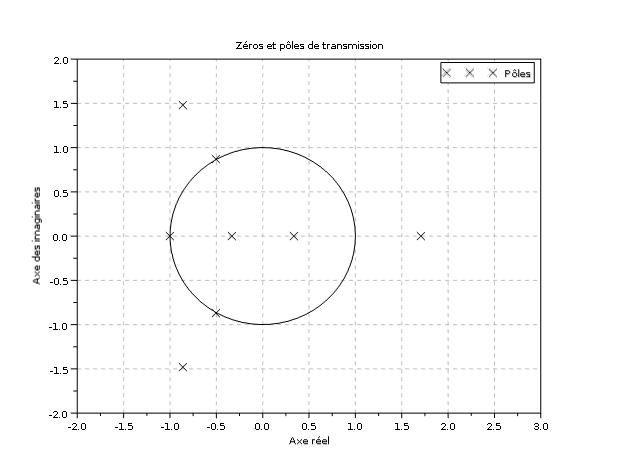 Zéros et pôles de transmission
2.0
Pôles
1.5
1.0
0.5
0.0
-0.5
-1.0
-1.5
-2.0
Axe des imaginaires
-2.0 -1.5 -1.0 -0.5 0.0 0.5 1.0 1.5 2.0 2.5 3.0
Axe réel